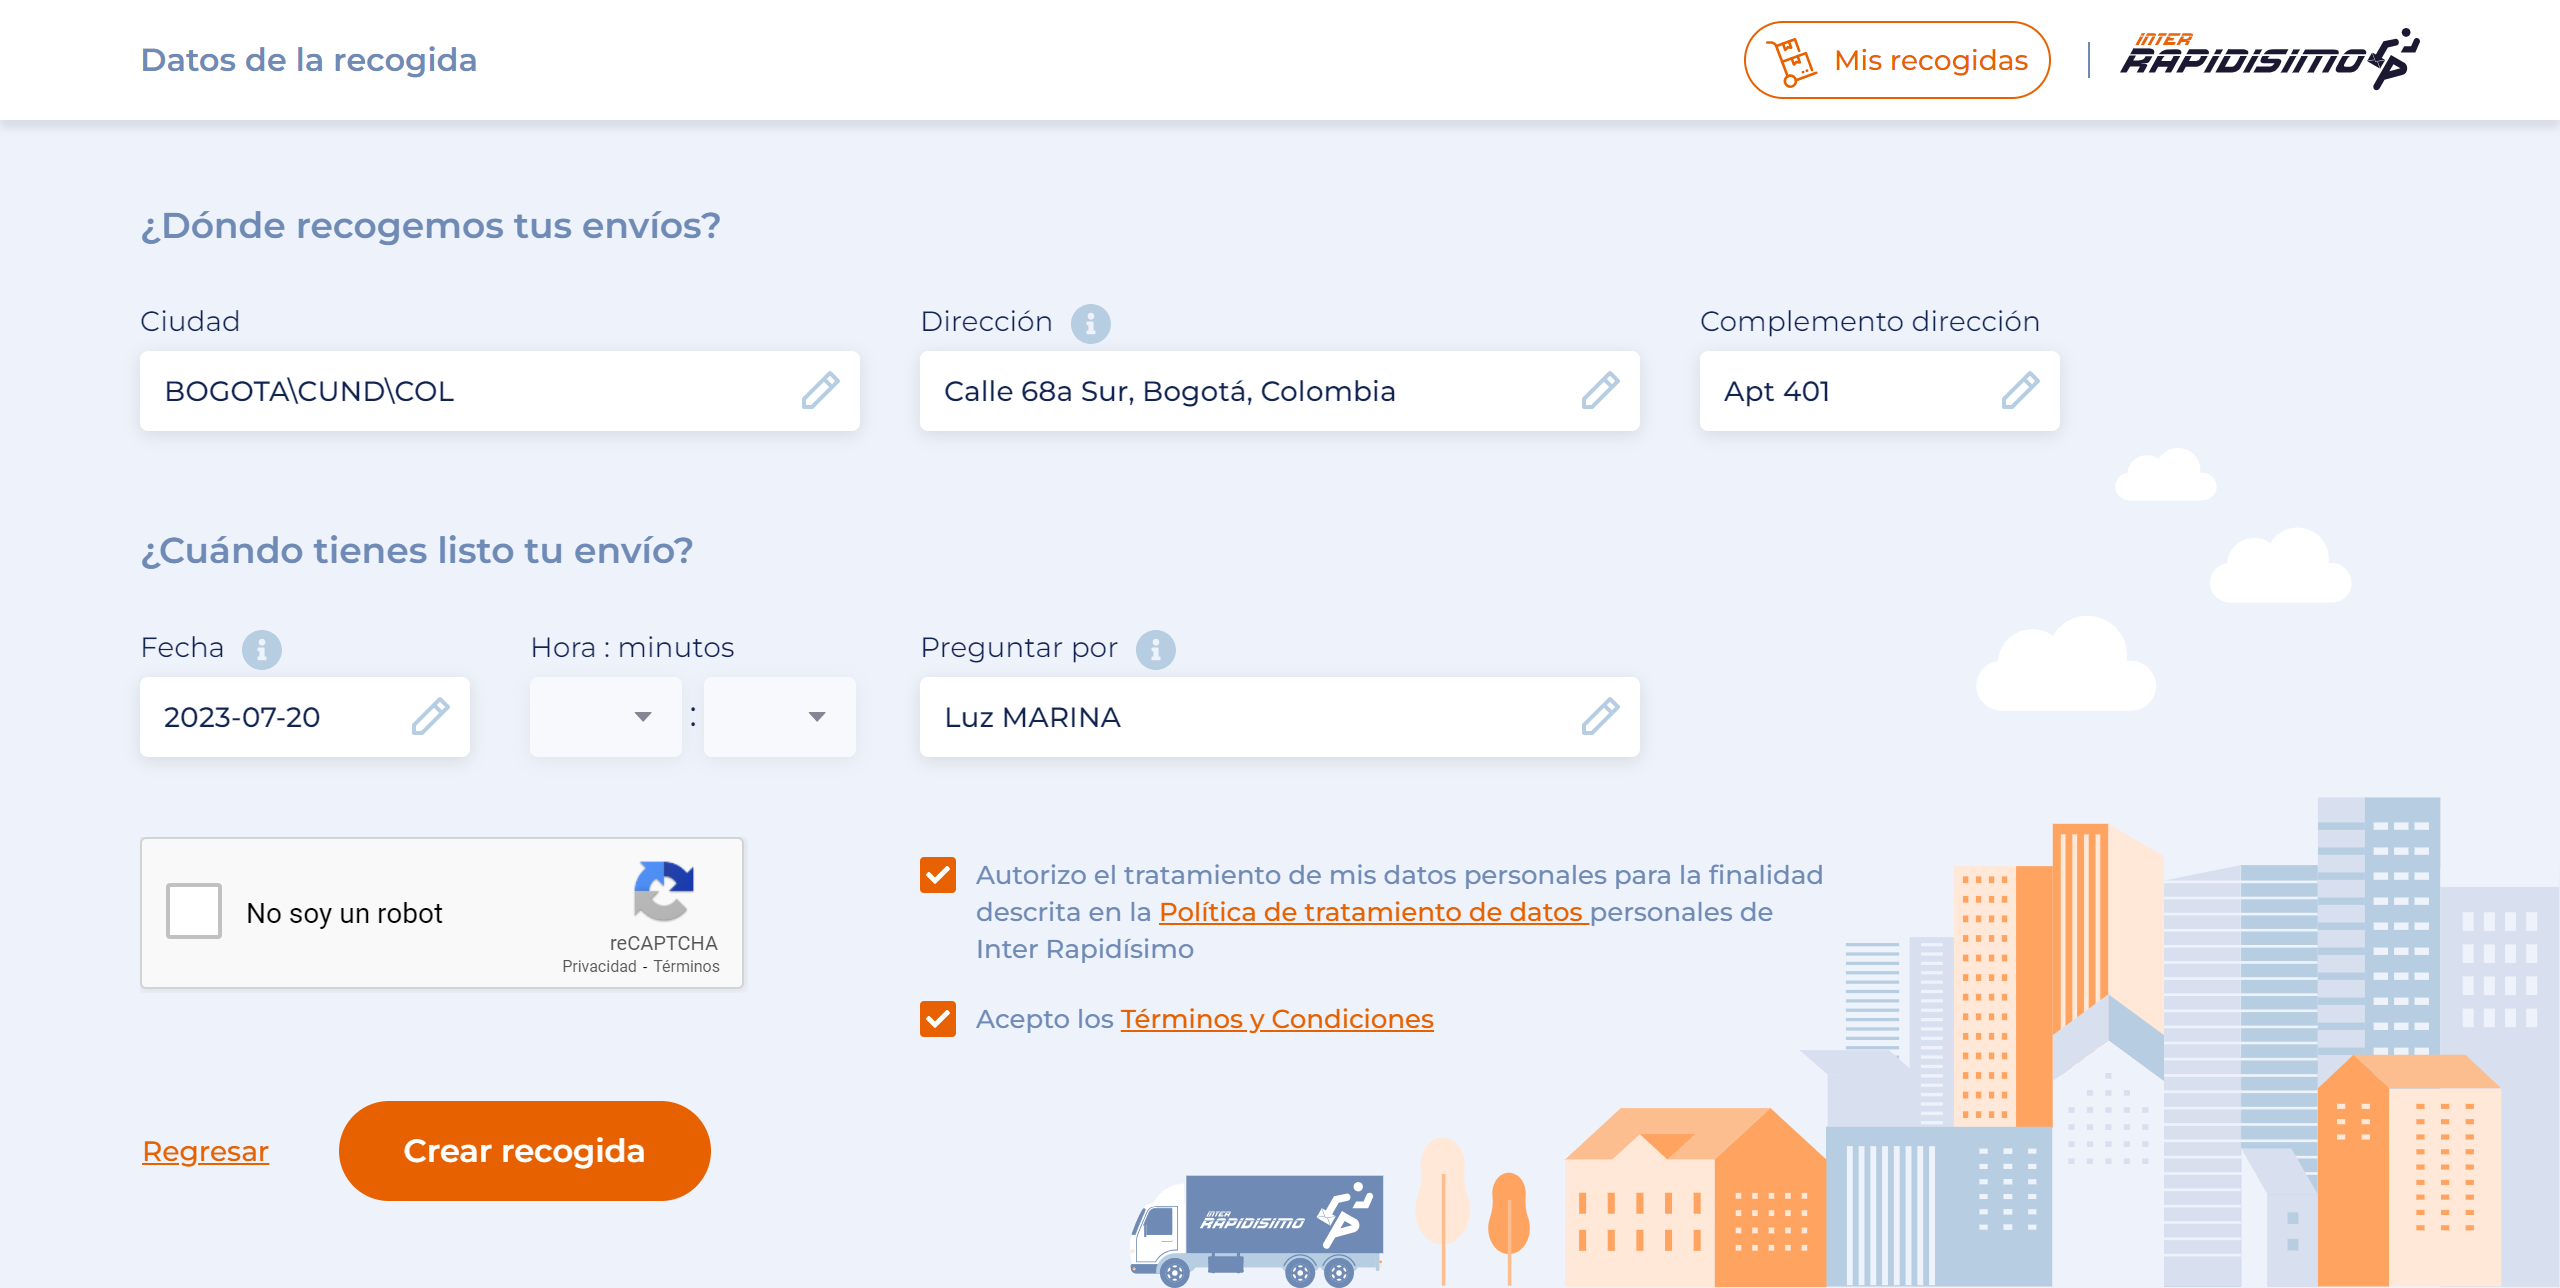 Datos de la recogida
Mis recogidas
INTER
RAPIDISIMO
¿Dónde recogemos tus envíos?
Ciudad
Dirección
Complemento dirección
BOGOTA\CUND\COL
Calle 68a Sur, Bogotá, Colombia
Apt 401
¿Cuándo tienes listo tu envío?
Fecha
Hora : minutos
Preguntar por
2023-07-20
:
Luz MARINA
No soy un robot
reCAPTCHA
Privacidad - Términos
Autorizo el tratamiento de mis datos personales para la finalidad
descrita en la Política de tratamiento de datos personales de
Inter Rapidísimo
Acepto los Términos y Condiciones
Regresar
Crear recogida
INTER
RAPIDISIMO